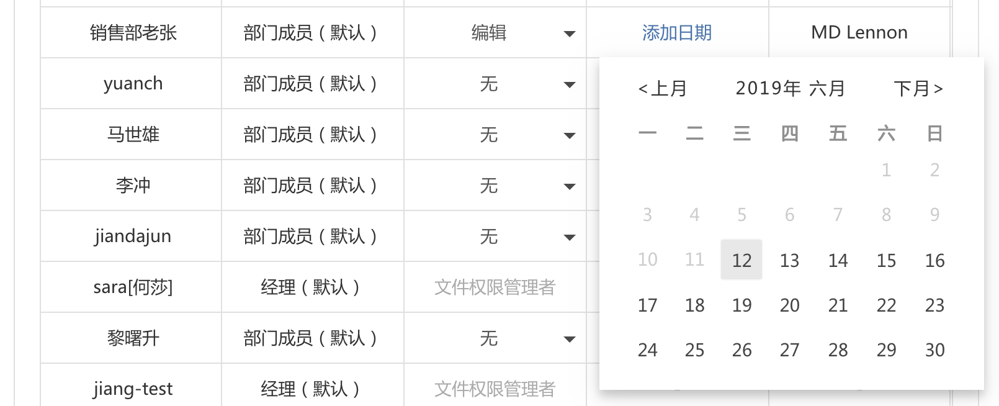 销售部老张 部门成员（默认） 编辑 添加日期 MD Lennon
yuanch 部门成员（默认） 无
马世雄 部门成员（默认） 无
李冲 部门成员（默认） 无
jiandajun 部门成员（默认） 无
sara[何莎] 经理（默认） 文件权限管理者
黎曙升 部门成员（默认） 无
jiang-test 经理（默认） 文件权限管理者
<上月 2019年 六月 下月>
一 二 三 四 五 六 日
1 2
3 4 5 6 7 8 9
10 11 12 13 14 15 16
17 18 19 20 21 22 23
24 25 26 27 28 29 30